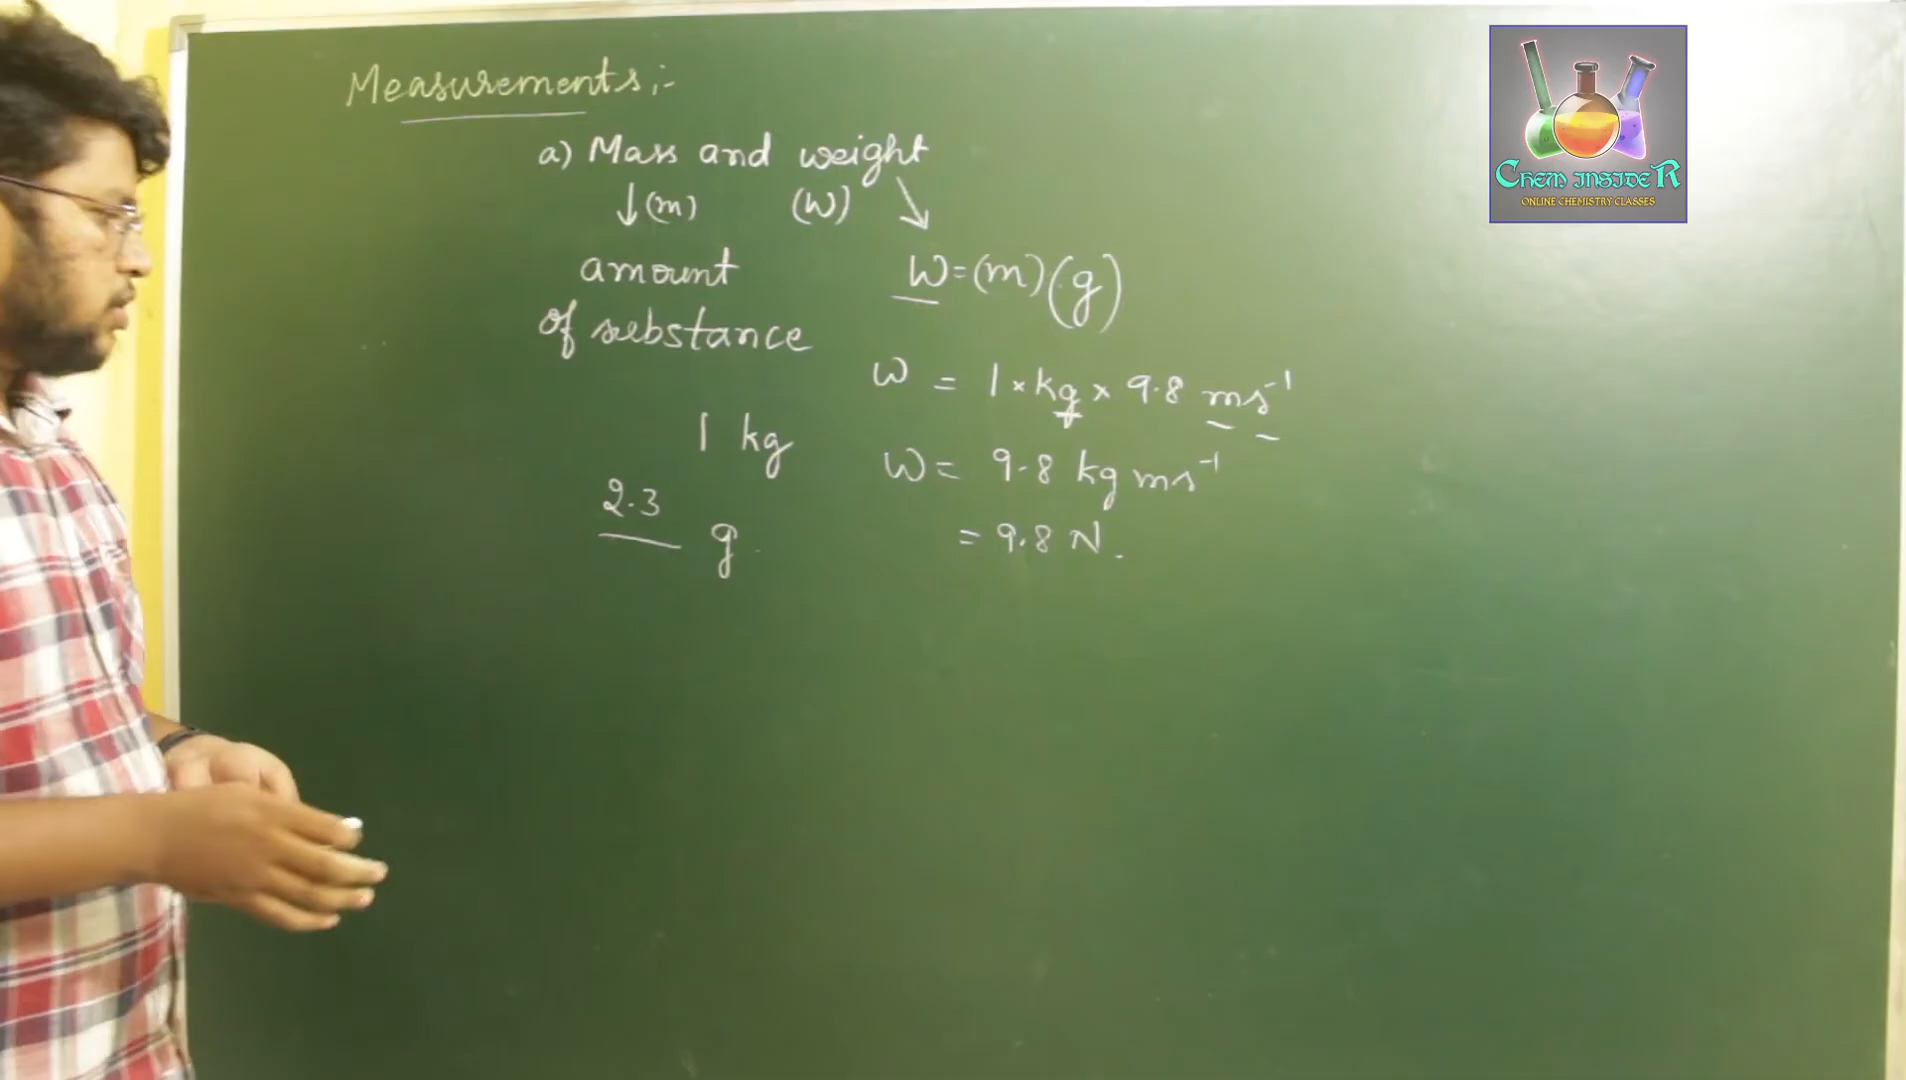 Measurements :-
a) Mass and weight
↓(m) (W) ↘
amount
of substance
W=(m)(g)
W = 1 × kg × 9.8 ms⁻¹
1 kg
W = 9.8 kg ms⁻¹
2.3 g
= 9.8 N.
CHEM INSIDER
ONLINE CHEMISTRY CLASSES